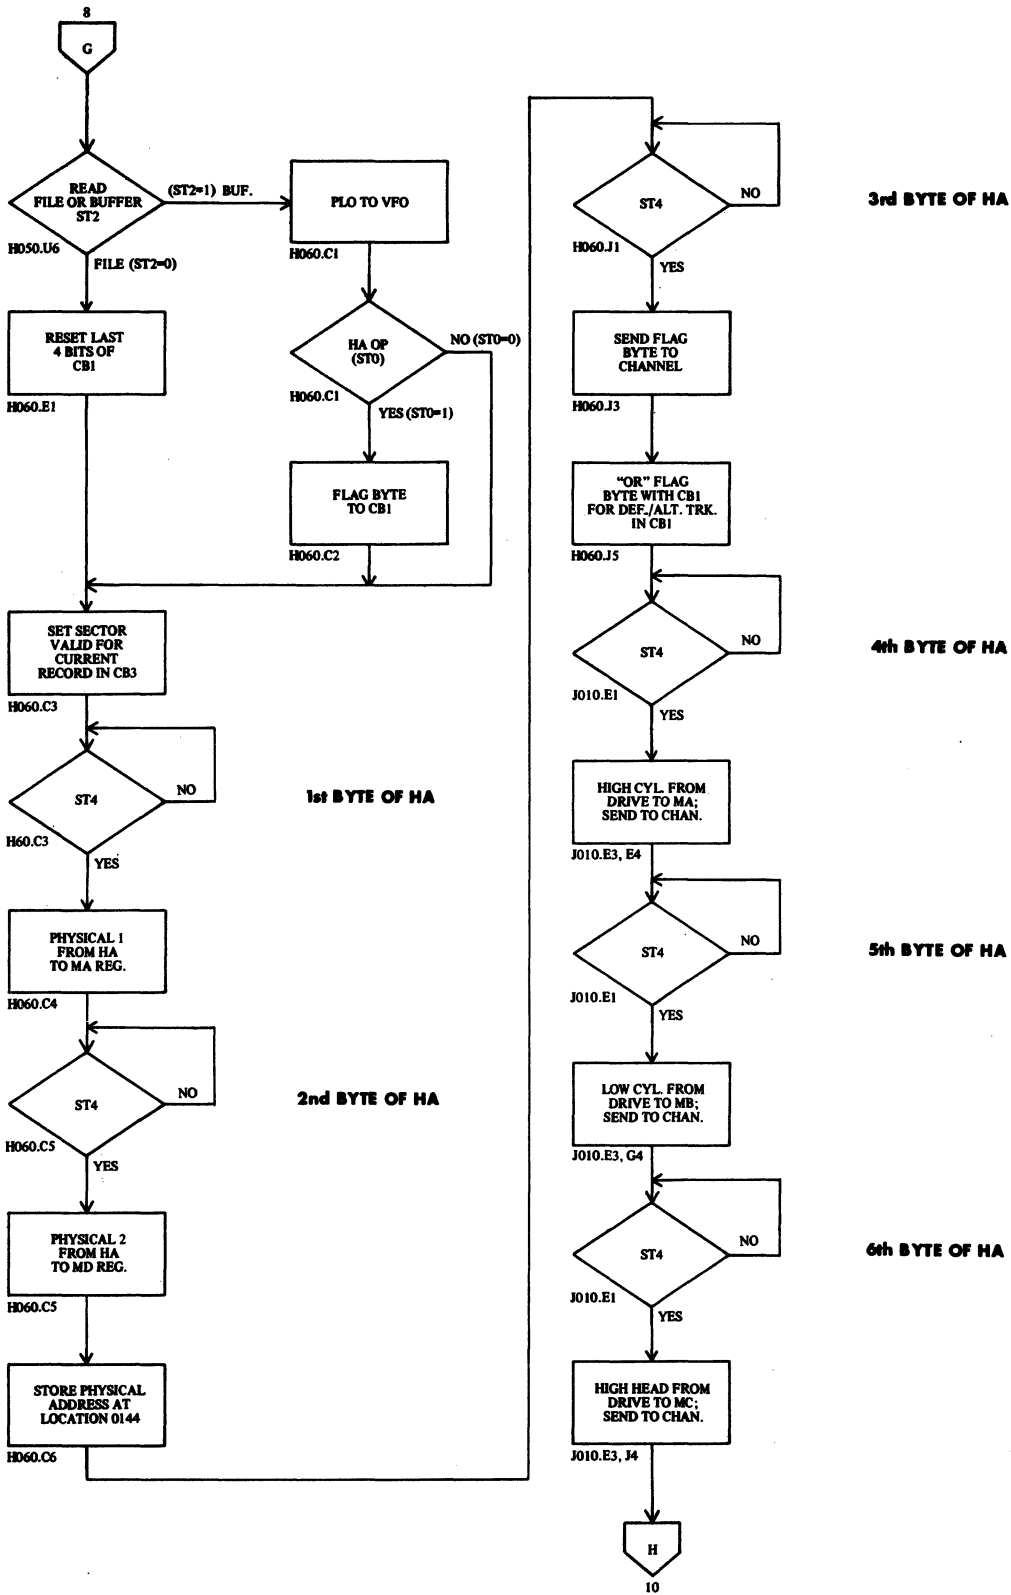 8
G
READ
FILE OR BUFFER
ST2
(ST2=1) BUF.
H050.U6
FILE (ST2=0)
PLO TO VFO
H060.C1
RESET LAST
4 BITS OF
CB1
H060.E1
HA OP
(ST0)
NO (ST0=0)
H060.C1
YES (ST0=1)
FLAG BYTE
TO CB1
H060.C2
SET SECTOR
VALID FOR
CURRENT
RECORD IN CB3
H060.C3
ST4
NO
1st BYTE OF HA
H60.C3
YES
PHYSICAL 1
FROM HA
TO MA REG.
H060.C4
ST4
NO
2nd BYTE OF HA
H060.C5
YES
PHYSICAL 2
FROM HA
TO MD REG.
H060.C5
STORE PHYSICAL
ADDRESS AT
LOCATION 0144
H060.C6
ST4
NO
3rd BYTE OF HA
H060.J1
YES
SEND FLAG
BYTE TO
CHANNEL
H060.J3
“OR” FLAG
BYTE WITH CB1
FOR DEF./ALT. TRK.
IN CB1
H060.J5
ST4
NO
4th BYTE OF HA
J010.E1
YES
HIGH CYL. FROM
DRIVE TO MA;
SEND TO CHAN.
J010.E3, E4
ST4
NO
5th BYTE OF HA
J010.E1
YES
LOW CYL. FROM
DRIVE TO MB;
SEND TO CHAN.
J010.E3, G4
ST4
NO
6th BYTE OF HA
J010.E1
YES
HIGH HEAD FROM
DRIVE TO MC;
SEND TO CHAN.
J010.E3, J4
H
10